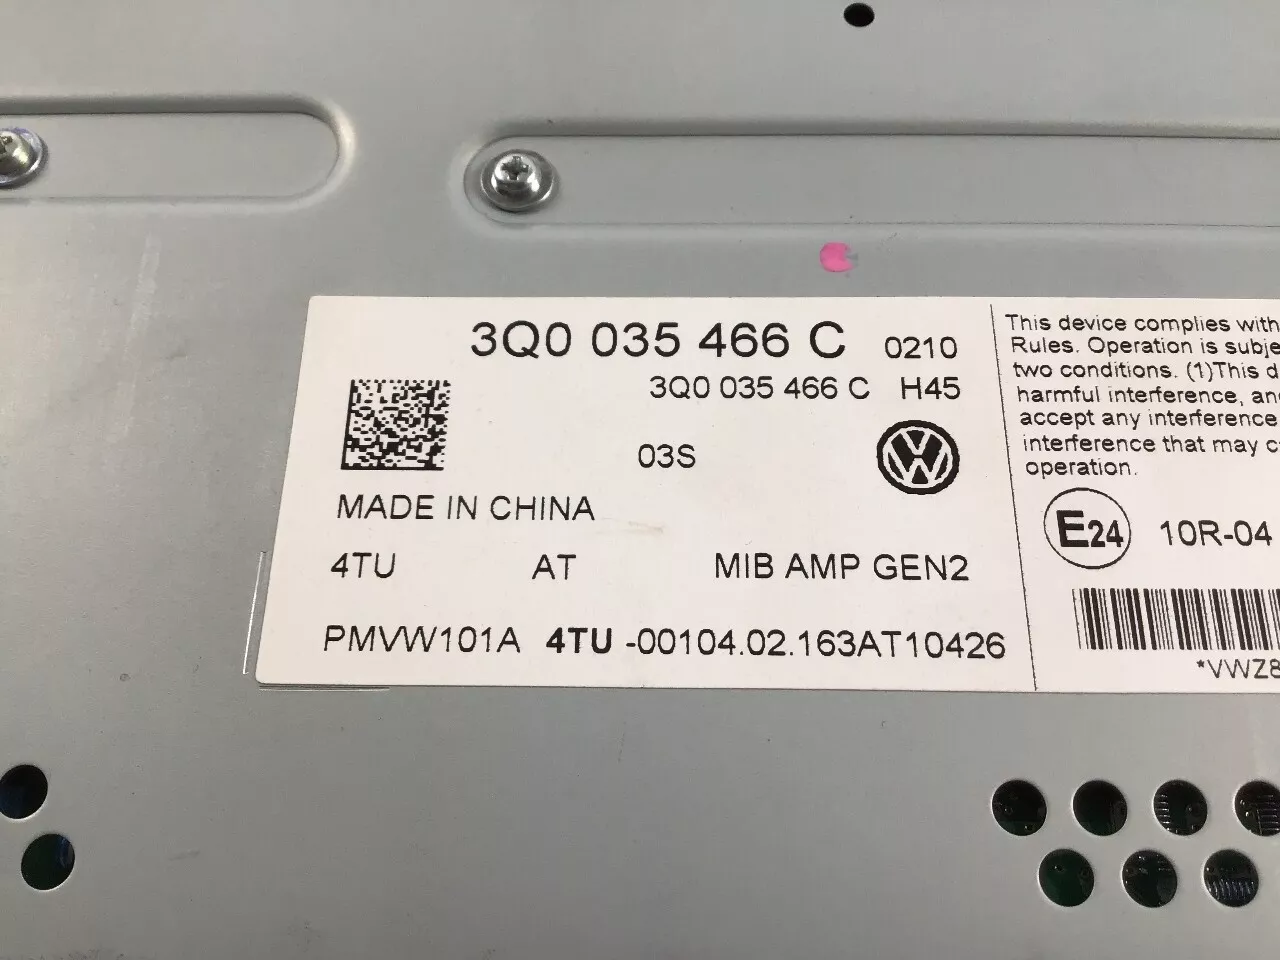 3Q0 035 466 C 0210
3Q0 035 466 C H45
03S
MADE IN CHINA
4TU AT MIB AMP GEN2
PMVW101A 4TU -00104.02.163AT10426
This device complies with
Rules. Operation is subje
two conditions. (1)This d
harmful interference, and
accept any interference
interference that may c
operation.
E24 10R-04
*VWZ8